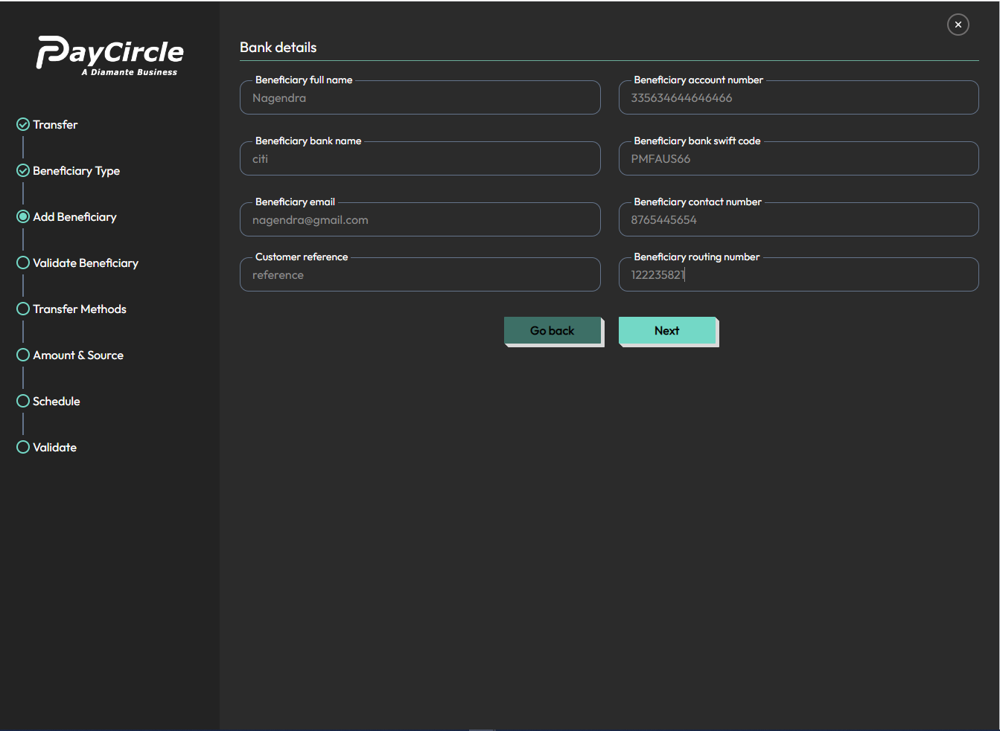 PayCircle
A Diamante Business
Transfer
Beneficiary Type
Add Beneficiary
Validate Beneficiary
Transfer Methods
Amount & Source
Schedule
Validate
Bank details
Beneficiary full name
Nagendra
Beneficiary account number
335634644646466
Beneficiary bank name
citi
Beneficiary bank swift code
PMFAUS66
Beneficiary email
nagendra@gmail.com
Beneficiary contact number
8765445654
Customer reference
reference
Beneficiary routing number
122235821
Go back
Next